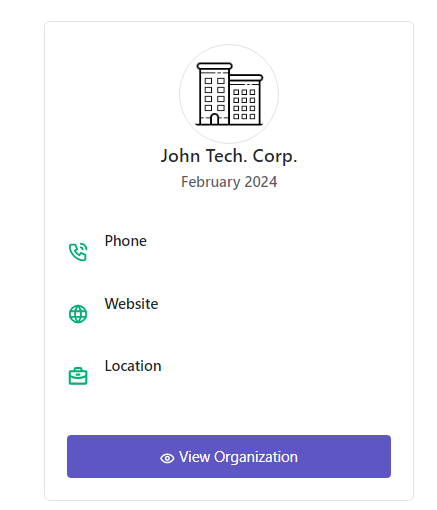 John Tech. Corp.
February 2024
Phone
Website
Location
View Organization